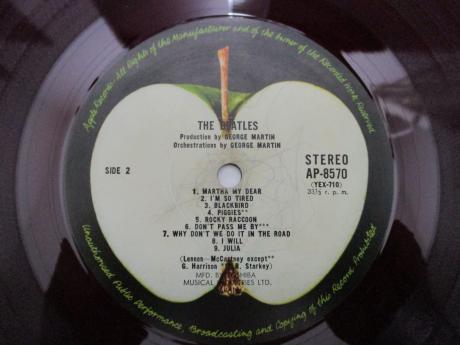 Apple Records · All Rights of the Manufacturer and of the Owner of the Recorded Work Reserved
THE BEATLES
Production by GEORGE MARTIN
Orchestrations by GEORGE MARTIN
SIDE 2
STEREO
AP-8570
(YEX-710)
33⅓ r. p. m.
1. MARTHA MY DEAR
2. I'M SO TIRED
3. BLACKBIRD
4. PIGGIES**
5. ROCKY RACCOON
6. DON'T PASS ME BY***
7. WHY DON'T WE DO IT IN THE ROAD
8. I WILL
9. JULIA
(Lennon-McCartney except**
G. Harrison R. Starkey)
MFD. BY
MUSICAL INDUSTRIES LTD.
Unauthorised Public Performance, Broadcasting and Copying of this Record Prohibited